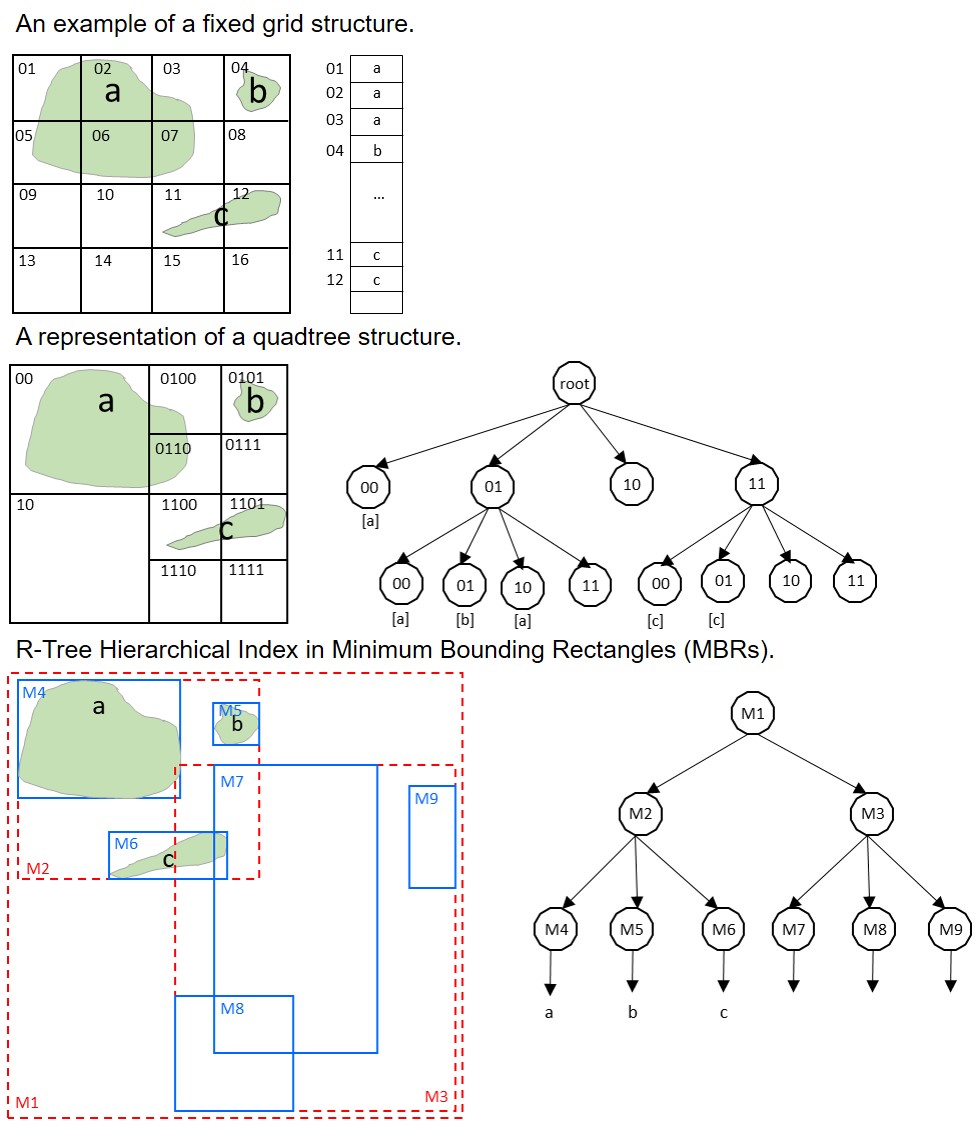 An example of a fixed grid structure.
01 02 03 04
a b
05 06 07 08
09 10 11 12
c
13 14 15 16
01 a
02 a
03 a
04 b
...
11 c
12 c
A representation of a quadtree structure.
00 0100 0101
a b
0110 0111
10 1100 1101
c
1110 1111
root
00 01 10 11
[a]
00 01 10 11 00 01 10 11
[a] [b] [a] [c] [c]
R-Tree Hierarchical Index in Minimum Bounding Rectangles (MBRs).
M4 a M5
b
M7
M9
M6
c
M2
M8
M1 M3
M1
M2 M3
M4 M5 M6 M7 M8 M9
a b c